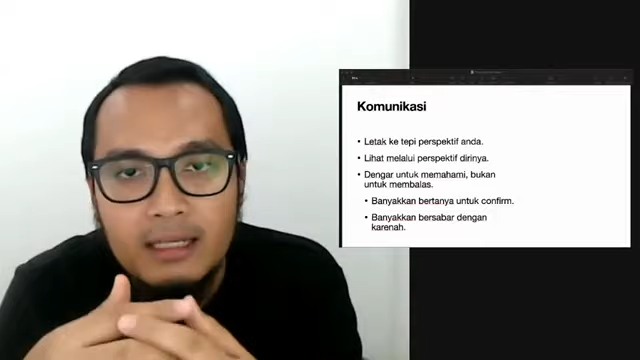 Komunikasi
• Letak ke tepi perspektif anda.
• Lihat melalui perspektif dirinya.
• Dengar untuk memahami, bukan
untuk membalas.
• Banyakkan bertanya untuk confirm.
• Banyakkan bersabar dengan
karenah.